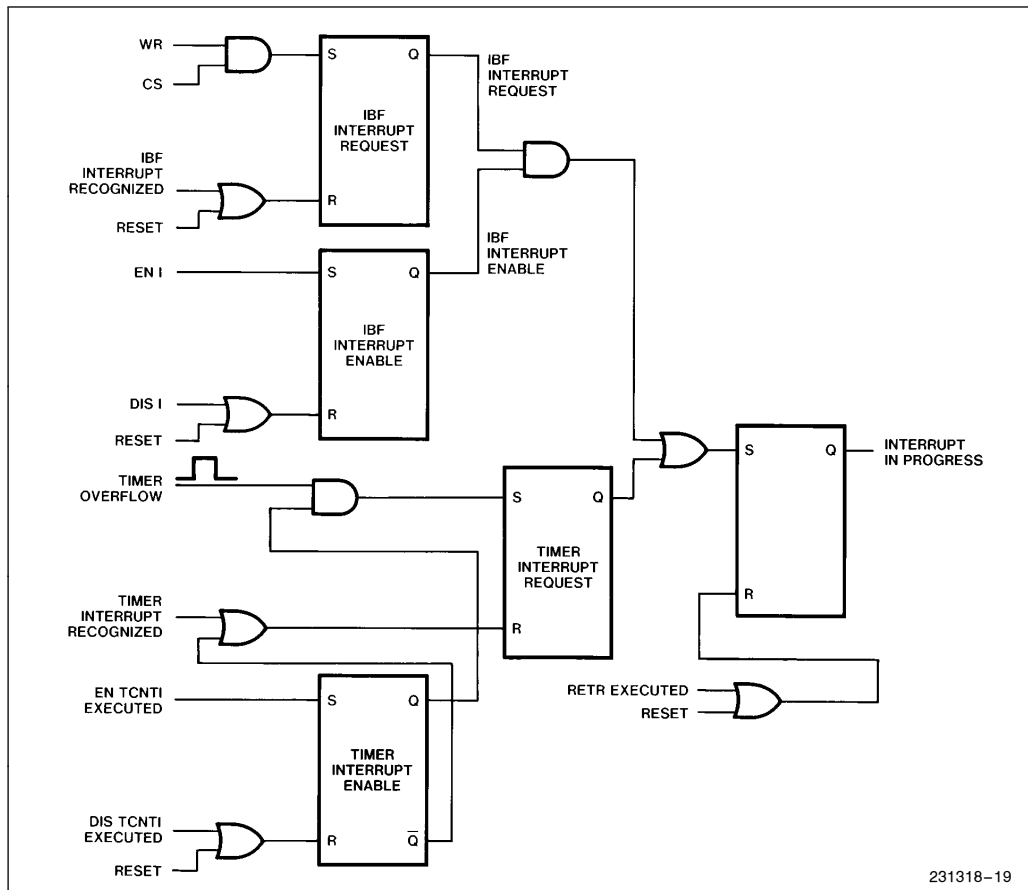 WR
CS
S
Q
IBF
INTERRUPT
REQUEST
IBF
INTERRUPT
REQUEST
IBF
INTERRUPT
RECOGNIZED
RESET
R
EN I
S
Q
IBF
INTERRUPT
ENABLE
IBF
INTERRUPT
ENABLE
DIS I
RESET
R
TIMER
OVERFLOW
S
Q
TIMER
INTERRUPT
REQUEST
R
S
Q
INTERRUPT
IN PROGRESS
R
TIMER
INTERRUPT
RECOGNIZED
EN TCNTI
EXECUTED
S
Q
TIMER
INTERRUPT
ENABLE
DIS TCNTI
EXECUTED
RESET
R
Q̅
RETR EXECUTED
RESET
231318–19